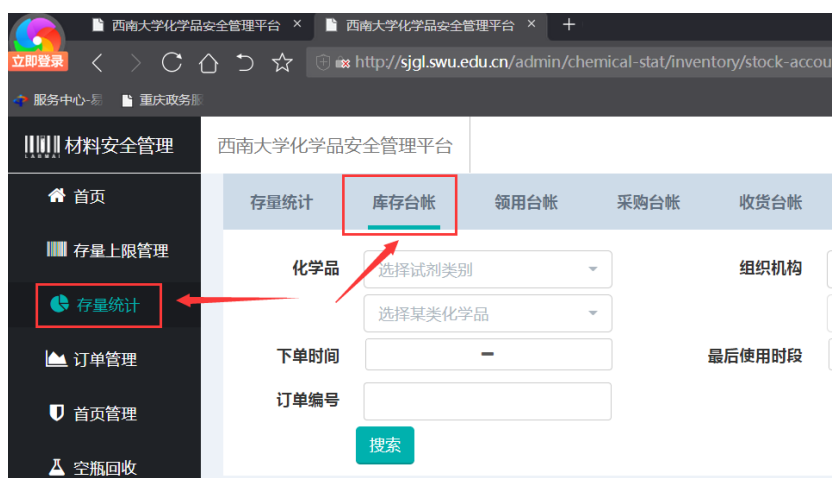 西南大学化学品安全管理平台 × 西南大学化学品安全管理平台 × +
立即登录 http://sjgl.swu.edu.cn/admin/chemical-stat/inventory/stock-accou
服务中心-易 重庆政务服
LABMAI 材料安全管理 西南大学化学品安全管理平台
首页 存量统计 库存台帐 领用台帐 采购台帐 收货台帐
存量上限管理 化学品 选择试剂类别 组织机构
存量统计 选择某类化学品
订单管理 下单时间 － 最后使用时段
首页管理 订单编号
搜索
空瓶回收